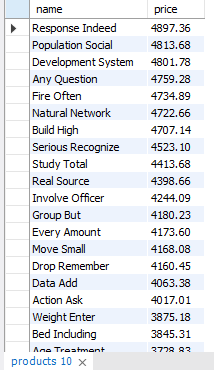 name price
Response Indeed 4897.36
Population Social 4813.68
Development System 4801.78
Any Question 4759.28
Fire Often 4734.89
Natural Network 4722.66
Build High 4707.14
Serious Recognize 4523.10
Study Total 4413.68
Real Source 4398.66
Involve Officer 4244.09
Group But 4180.23
Every Amount 4173.60
Move Small 4168.08
Drop Remember 4160.45
Data Add 4063.38
Action Ask 4017.01
Weight Enter 3875.18
Bed Including 3845.31
Age Treatment 3728.83
products 10